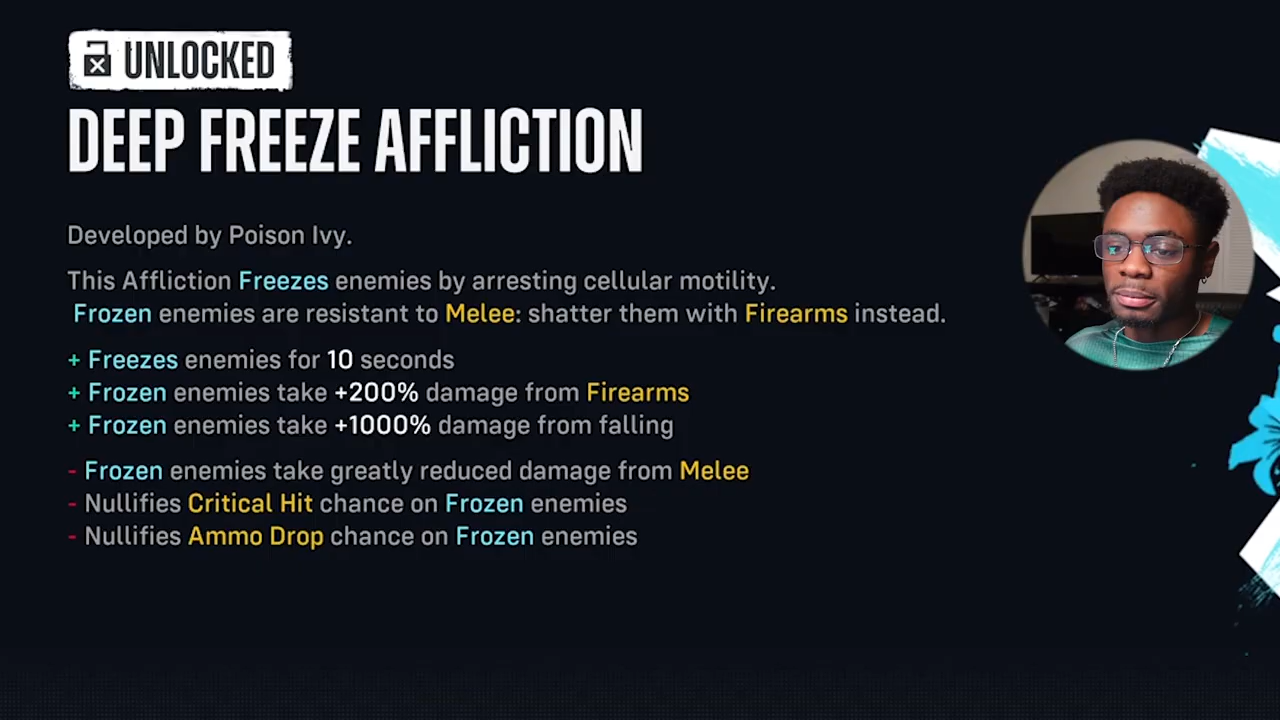 UNLOCKED
DEEP FREEZE AFFLICTION
Developed by Poison Ivy.
This Affliction Freezes enemies by arresting cellular motility.
Frozen enemies are resistant to Melee: shatter them with Firearms instead.
+ Freezes enemies for 10 seconds
+ Frozen enemies take +200% damage from Firearms
+ Frozen enemies take +1000% damage from falling
- Frozen enemies take greatly reduced damage from Melee
- Nullifies Critical Hit chance on Frozen enemies
- Nullifies Ammo Drop chance on Frozen enemies